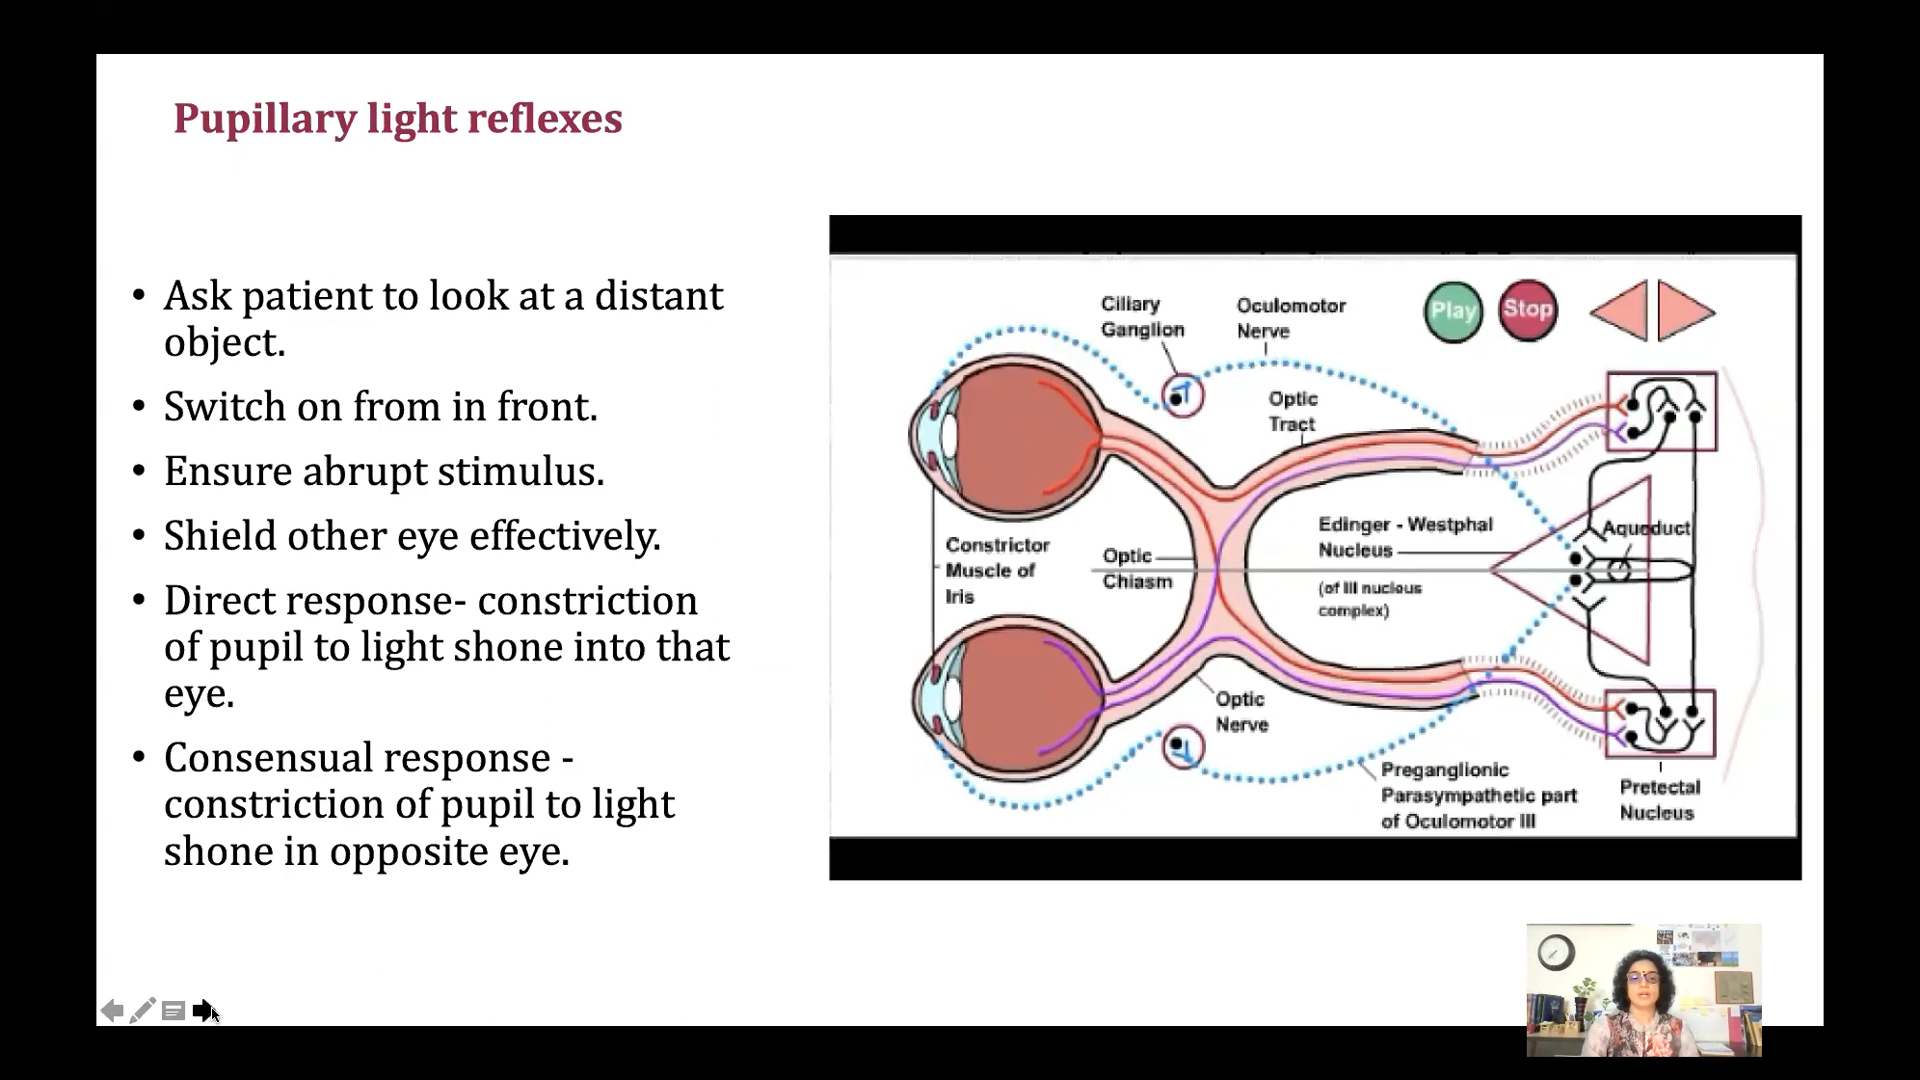 Pupillary light reflexes
• Ask patient to look at a distant
object.
• Switch on from in front.
• Ensure abrupt stimulus.
• Shield other eye effectively.
• Direct response- constriction
of pupil to light shone into that
eye.
• Consensual response -
constriction of pupil to light
shone in opposite eye.
Ciliary
Ganglion
Oculomotor
Nerve
Play
Stop
Optic
Tract
Constrictor
Muscle of
Iris
Optic
Chiasm
Edinger - Westphal
Nucleus
(of III nucleus
complex)
Aqueduct
Optic
Nerve
Preganglionic
Parasympathetic part
of Oculomotor III
Pretectal
Nucleus